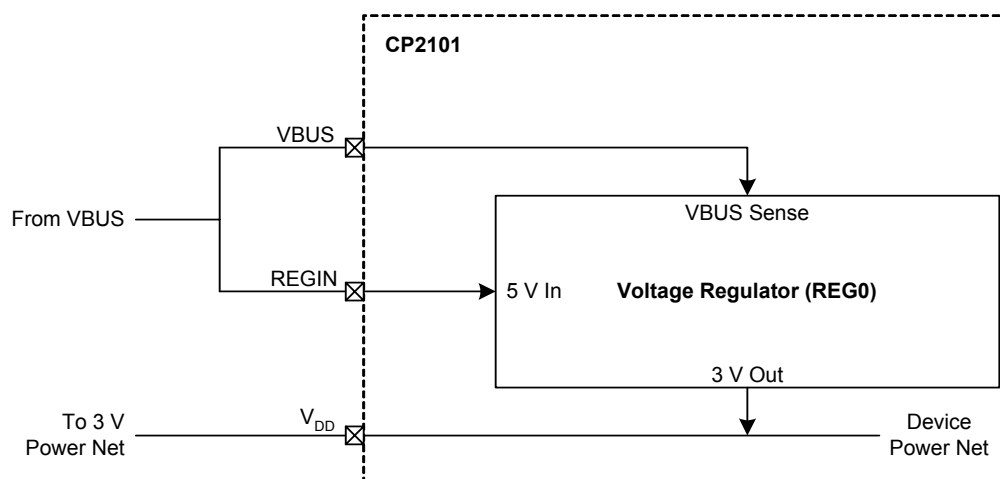 CP2101
VBUS
From VBUS
VBUS Sense
REGIN
5 V In
Voltage Regulator (REG0)
3 V Out
To 3 V
Power Net
VDD
Device
Power Net